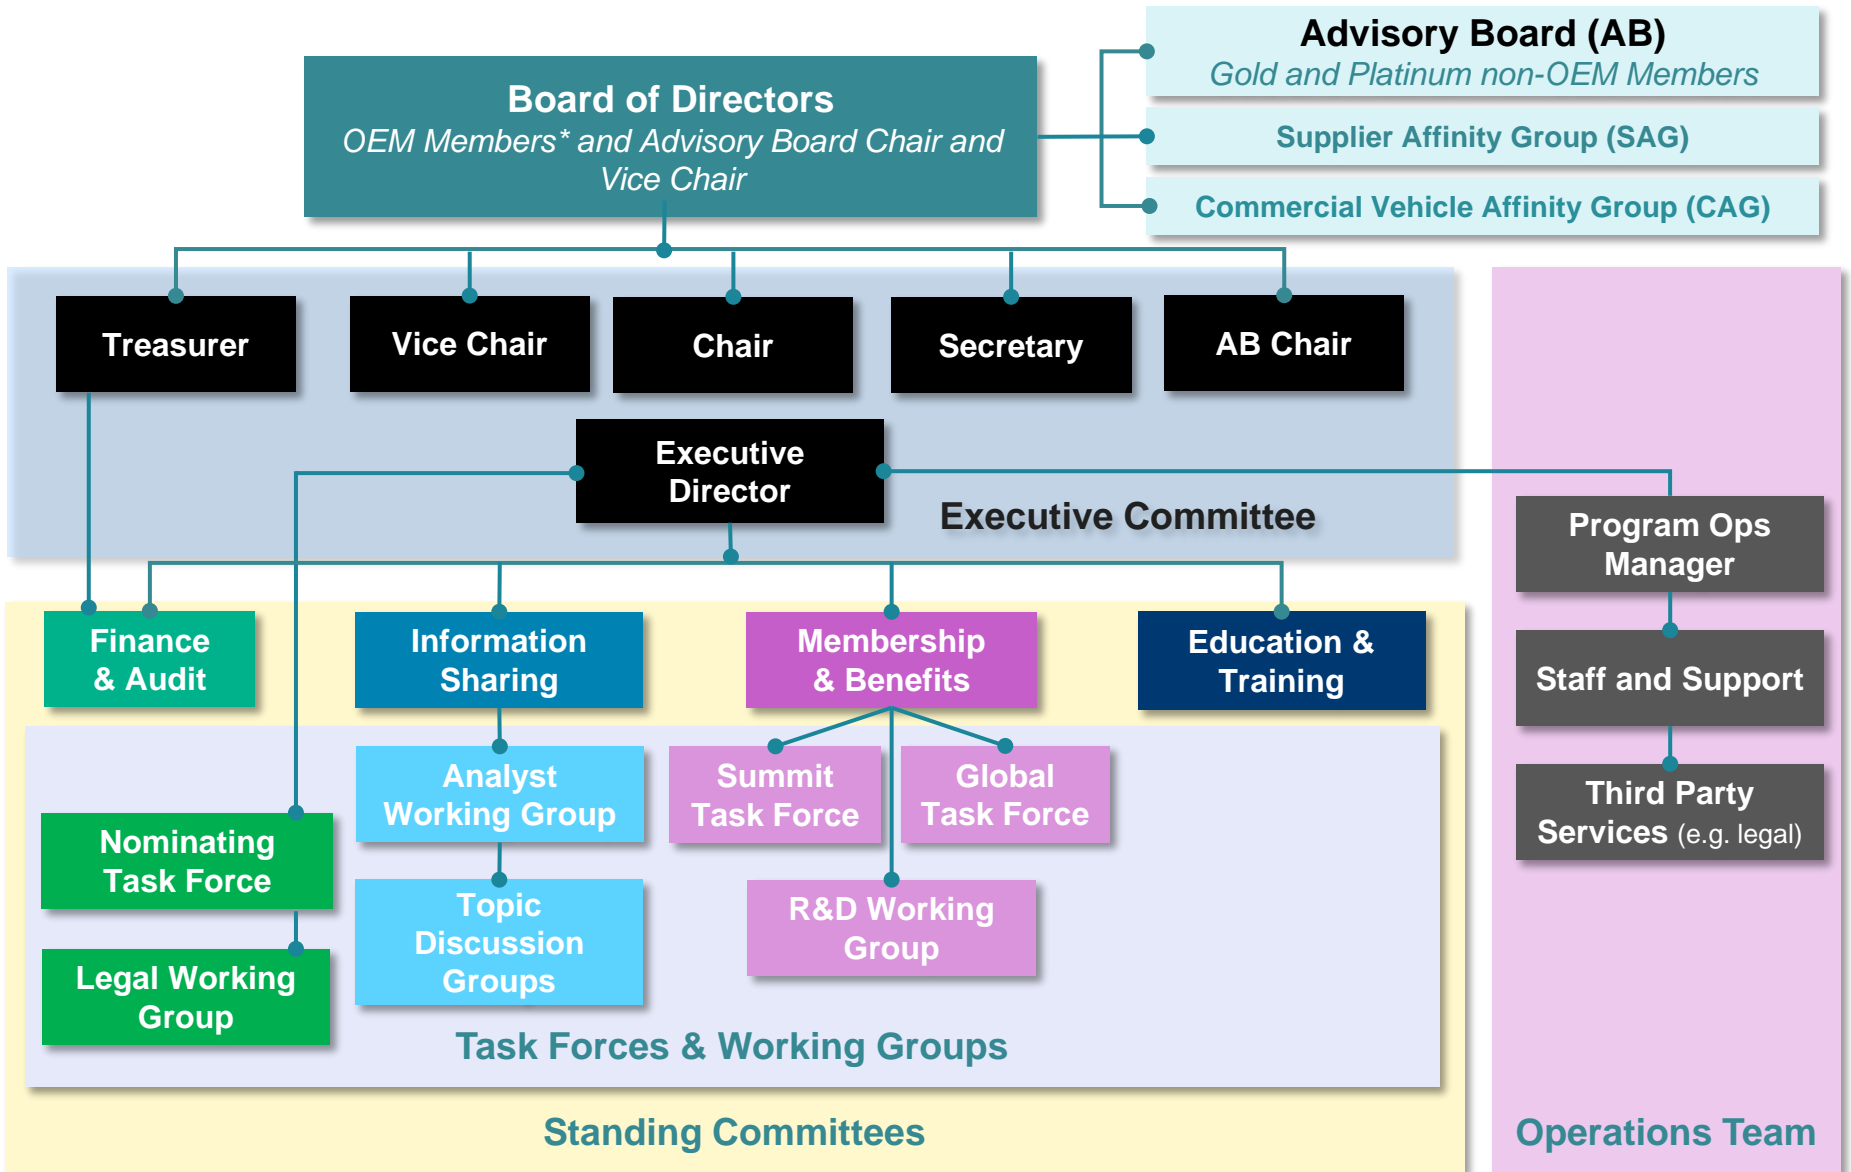 Advisory Board (AB)
Gold and Platinum non-OEM Members
Board of Directors
OEM Members* and Advisory Board Chair and
Vice Chair
Supplier Affinity Group (SAG)
Commercial Vehicle Affinity Group (CAG)
Treasurer
Vice Chair
Chair
Secretary
AB Chair
Executive
Director
Executive Committee
Program Ops
Manager
Finance
& Audit
Information
Sharing
Membership
& Benefits
Education &
Training
Staff and Support
Analyst
Working Group
Summit
Task Force
Global
Task Force
Third Party
Services (e.g. legal)
Nominating
Task Force
Topic
Discussion
Groups
R&D Working
Group
Legal Working
Group
Task Forces & Working Groups
Standing Committees
Operations Team